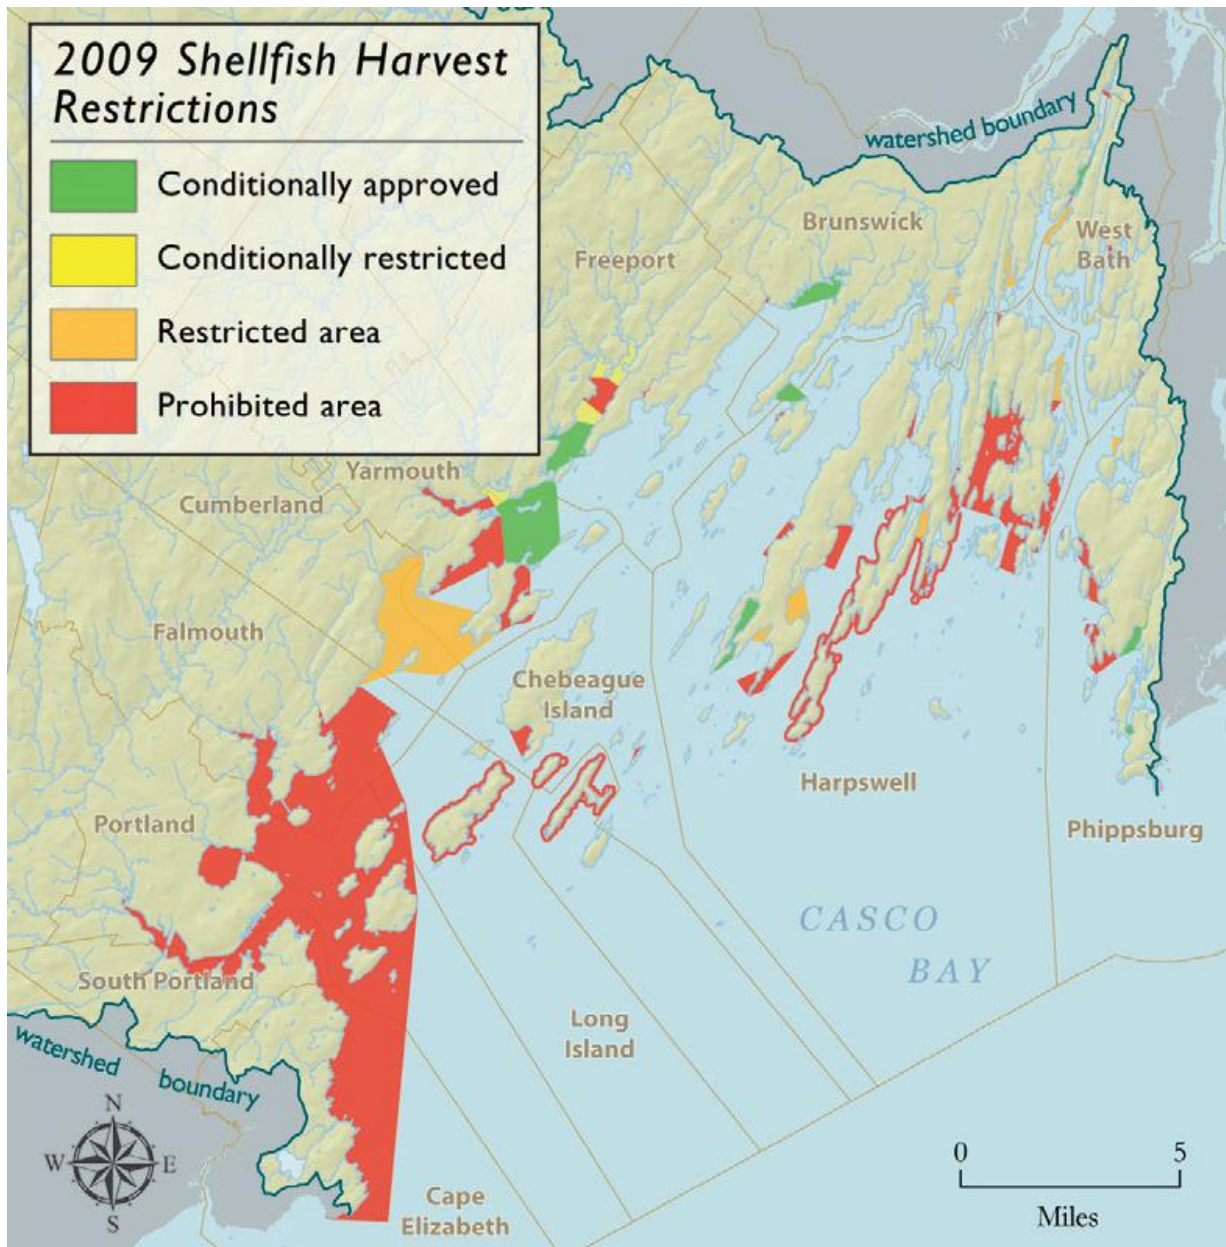 2009 Shellfish Harvest
Restrictions
Conditionally approved
Conditionally restricted
Restricted area
Prohibited area
watershed boundary
Brunswick
West
Bath
Freeport
Yarmouth
Cumberland
Falmouth
Chebeague
Island
Harpswell
Portland
Phippsburg
CASCO
BAY
South Portland
Long
Island
watershed boundary
N
W E
S
Cape
Elizabeth
0 5
Miles